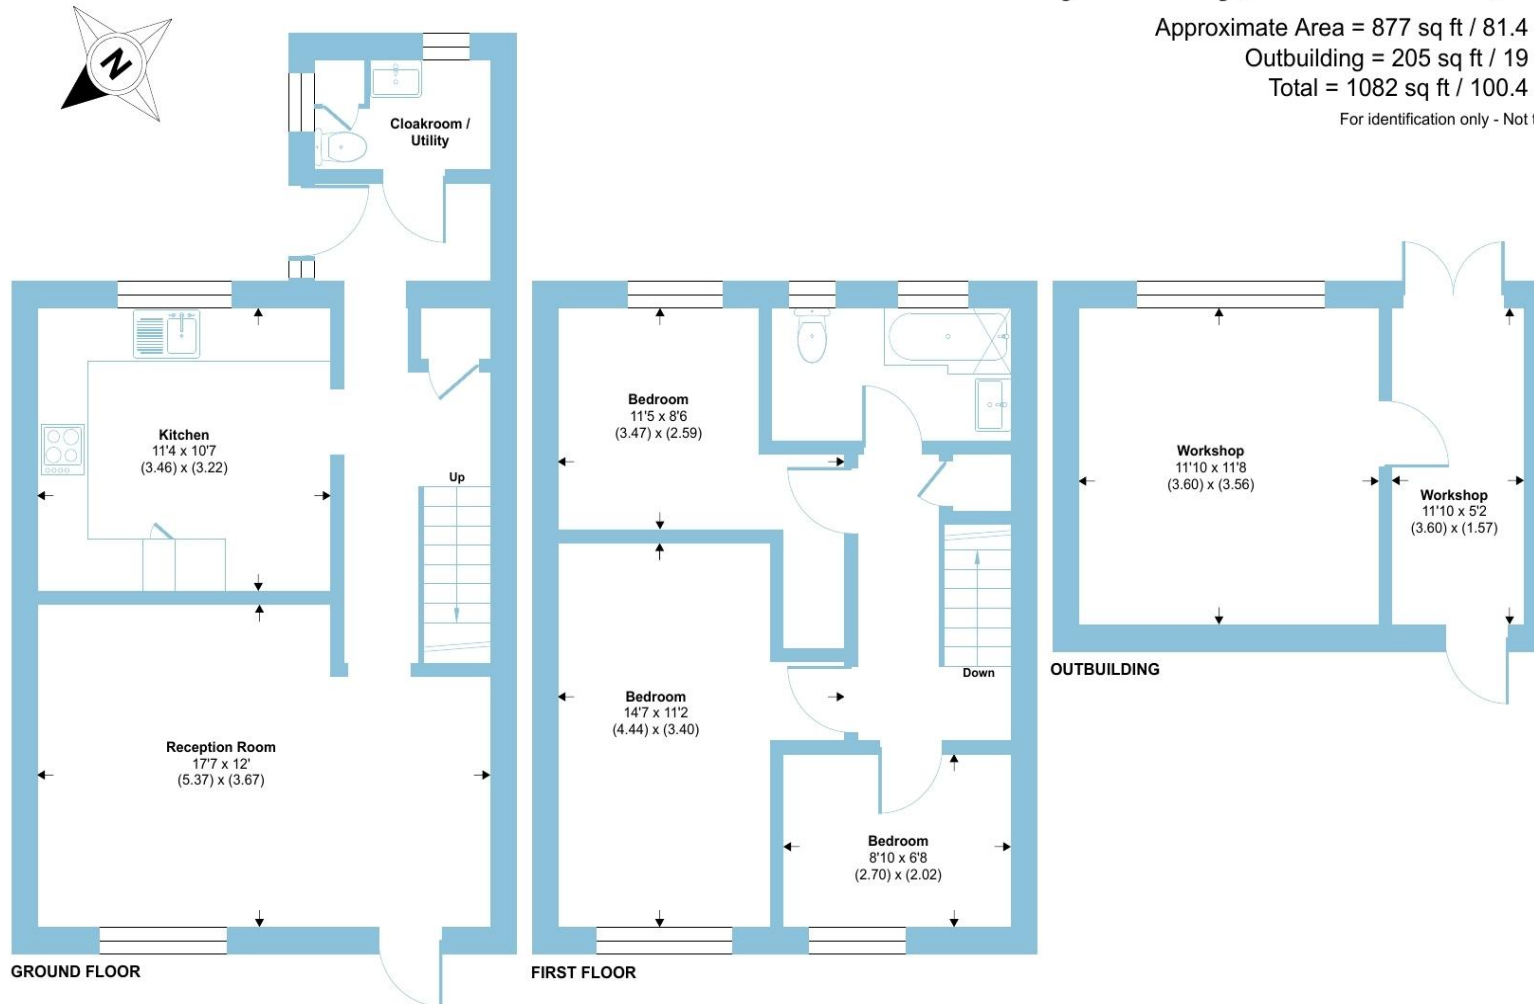 Approximate Area = 877 sq ft / 81.4
Outbuilding = 205 sq ft / 19
Total = 1082 sq ft / 100.4
For identification only - Not
N
Cloakroom /
Utility
Kitchen
11'4 x 10'7
(3.46) x (3.22)
Up
Reception Room
17'7 x 12'
(5.37) x (3.67)
GROUND FLOOR
Bedroom
11'5 x 8'6
(3.47) x (2.59)
Bedroom
14'7 x 11'2
(4.44) x (3.40)
Down
Bedroom
8'10 x 6'8
(2.70) x (2.02)
FIRST FLOOR
Workshop
11'10 x 11'8
(3.60) x (3.56)
Workshop
11'10 x 5'2
(3.60) x (1.57)
OUTBUILDING